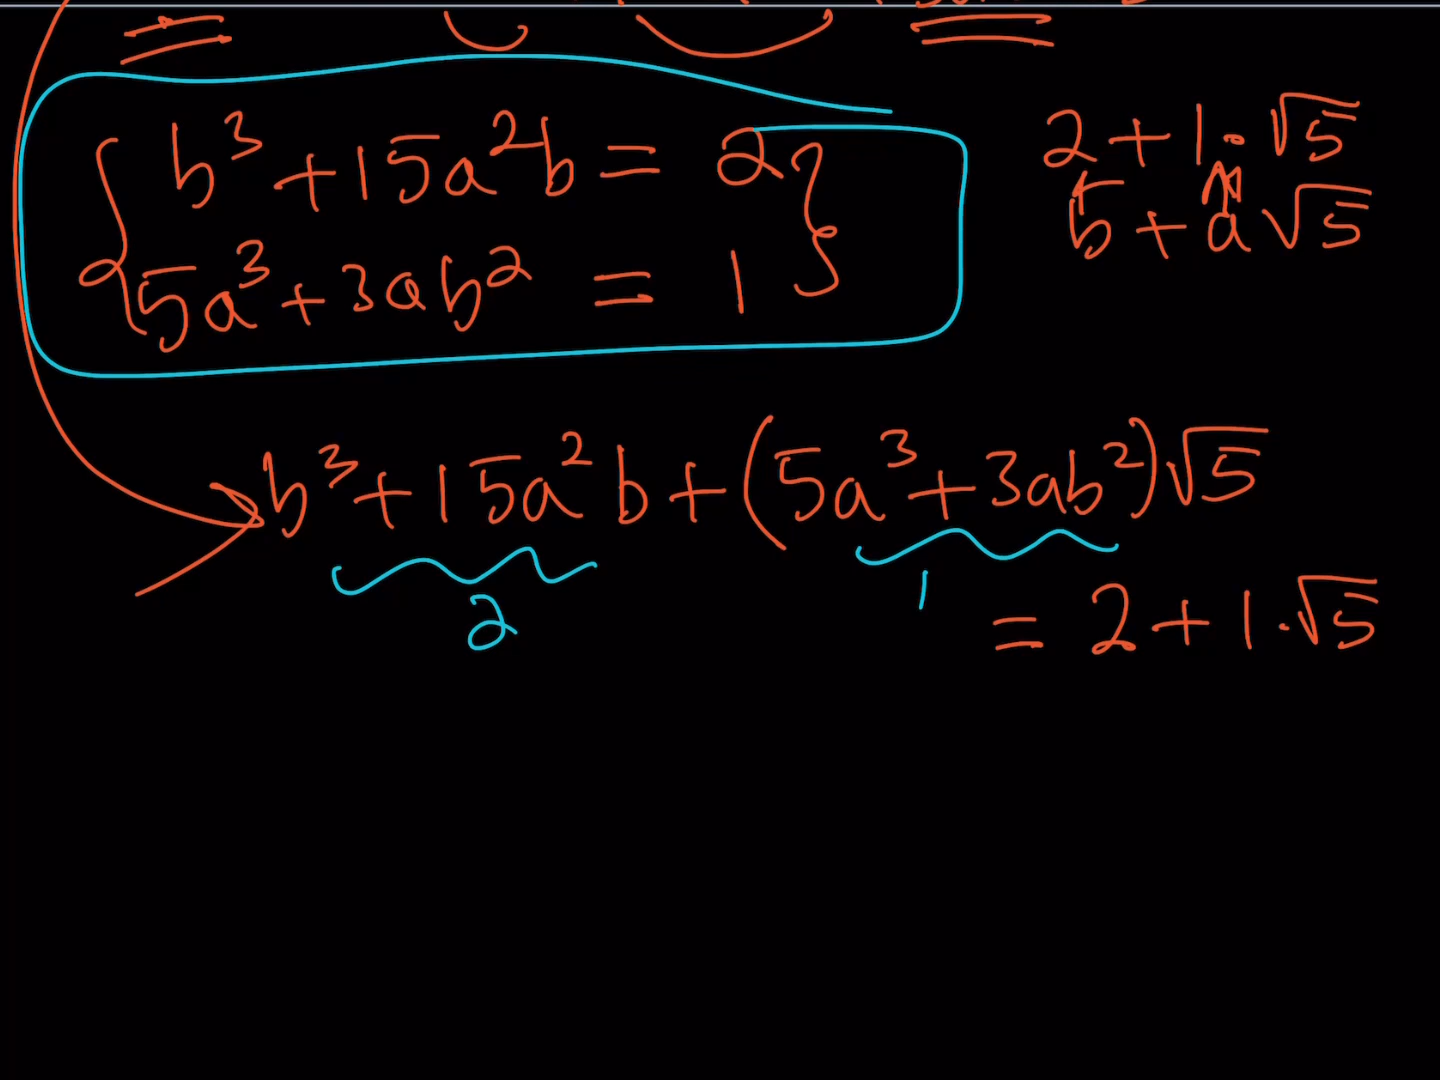 b³ + 15a²b = 2
5a³ + 3ab² = 1
2 + 1·√5
b + a√5
b³ + 15a²b + (5a³ + 3ab²)√5
2
1
= 2 + 1·√5